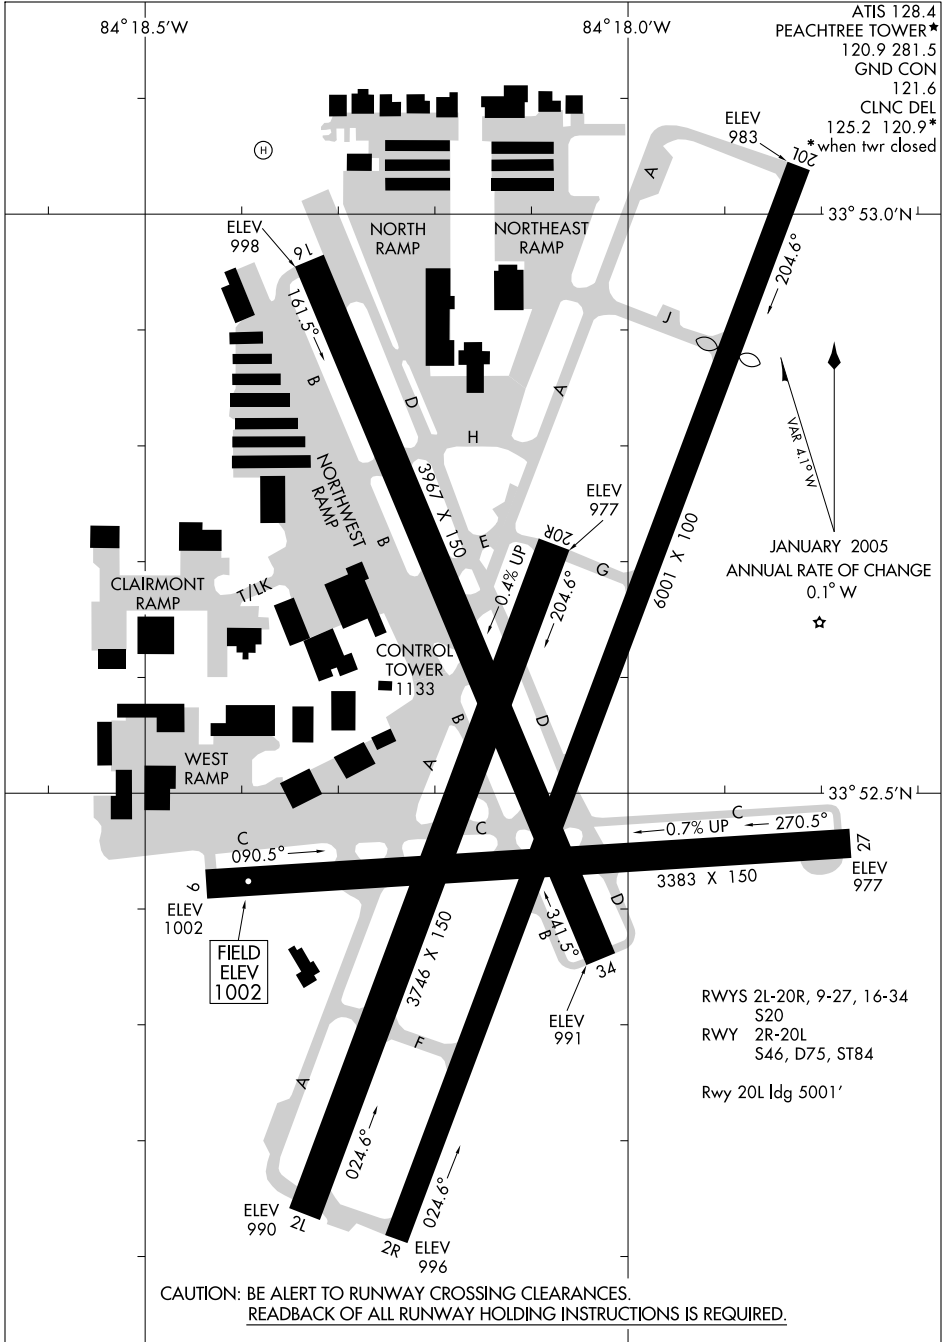 84°18.5'W
84°18.0'W
ATIS 128.4
PEACHTREE TOWER★
120.9 281.5
GND CON
121.6
CLNC DEL
125.2 120.9*
* when twr closed
ELEV
983
20L
A
H
33°53.0'N
204.6°
NORTH
RAMP
NORTHEAST
RAMP
ELEV
998
16
161.5°
J
B
D
A
H
VAR 4.1° W
NORTHWEST
RAMP
3967 X 150
ELEV
977
20R
6001 X 100
B
E
0.4% UP
G
204.6°
JANUARY 2005
ANNUAL RATE OF CHANGE
0.1° W
CLAIRMONT
RAMP
T/LK
CONTROL
TOWER
1133
B
D
A
WEST
RAMP
33°52.5'N
C
090.5°
C
C
0.7% UP
270.5°
27
ELEV
977
3383 X 150
9
ELEV
1002
FIELD
ELEV
1002
3746 X 150
341.5°
B
D
34
ELEV
991
RWYS 2L-20R, 9-27, 16-34
S20
RWY 2R-20L
S46, D75, ST84
Rwy 20L ldg 5001'
F
A
024.6°
024.6°
ELEV
990
2L
2R
ELEV
996
CAUTION: BE ALERT TO RUNWAY CROSSING CLEARANCES.
READBACK OF ALL RUNWAY HOLDING INSTRUCTIONS IS REQUIRED.